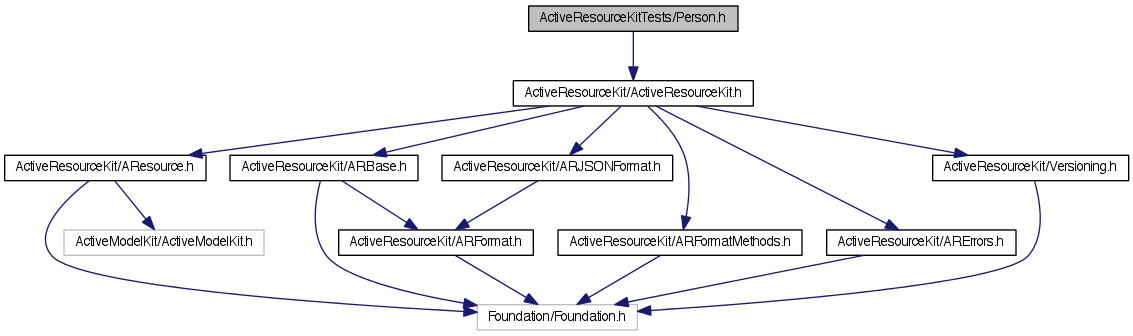 ActiveResourceKitTests/Person.h
ActiveResourceKit/ActiveResourceKit.h
ActiveResourceKit/AResource.h
ActiveResourceKit/ARBase.h
ActiveResourceKit/ARJSONFormat.h
ActiveResourceKit/Versioning.h
ActiveModelKit/ActiveModelKit.h
ActiveResourceKit/ARFormat.h
ActiveResourceKit/ARFormatMethods.h
ActiveResourceKit/ARErrors.h
Foundation/Foundation.h